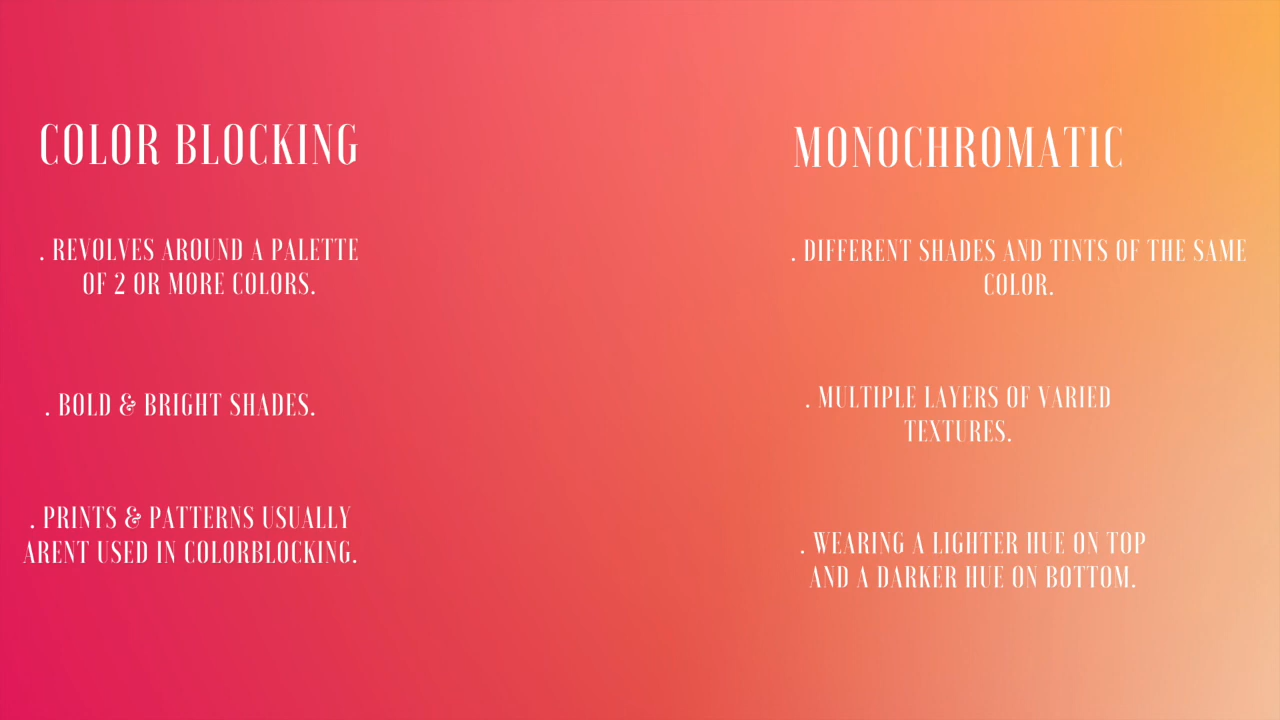 COLOR BLOCKING
. REVOLVES AROUND A PALETTE
OF 2 OR MORE COLORS.
. BOLD & BRIGHT SHADES.
. PRINTS & PATTERNS USUALLY
ARENT USED IN COLORBLOCKING.
MONOCHROMATIC
. DIFFERENT SHADES AND TINTS OF THE SAME
COLOR.
. MULTIPLE LAYERS OF VARIED
TEXTURES.
. WEARING A LIGHTER HUE ON TOP
AND A DARKER HUE ON BOTTOM.